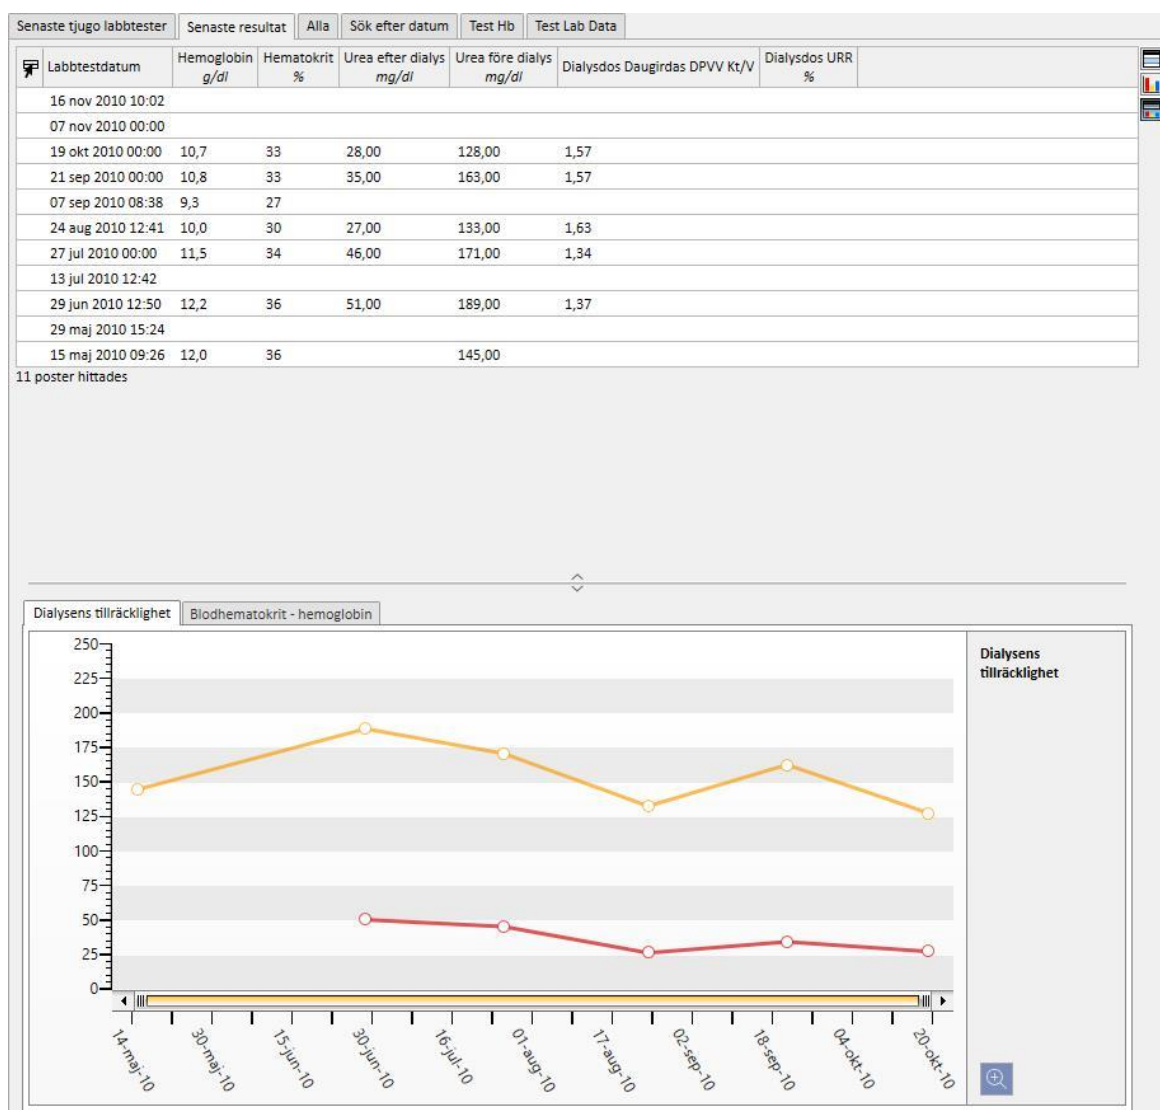 Senaste tjugo labbtester Senaste resultat Alla Sök efter datum Test Hb Test Lab Data
Labbtestdatum Hemoglobin g/dl Hematokrit % Urea efter dialys mg/dl Urea före dialys mg/dl Dialysdos Daugirdas DPVV Kt/V Dialysdos URR %
16 nov 2010 10:02
07 nov 2010 00:00
19 okt 2010 00:00 10,7 33 28,00 128,00 1,57
21 sep 2010 00:00 10,8 33 35,00 163,00 1,57
07 sep 2010 08:38 9,3 27
24 aug 2010 12:41 10,0 30 27,00 133,00 1,63
27 jul 2010 00:00 11,5 34 46,00 171,00 1,34
13 jul 2010 12:42
29 jun 2010 12:50 12,2 36 51,00 189,00 1,37
29 maj 2010 15:24
15 maj 2010 09:26 12,0 36 145,00
11 poster hittades
Dialysens tillräcklighet Blodhematokrit - hemoglobin
250
225
200
175
150
125
100
75
50
25
0
14-maj-10 30-maj-10 15-jun-10 30-jun-10 16-jul-10 01-aug-10 17-aug-10 02-sep-10 18-sep-10 04-okt-10 20-okt-10
Dialysens
tillräcklighet